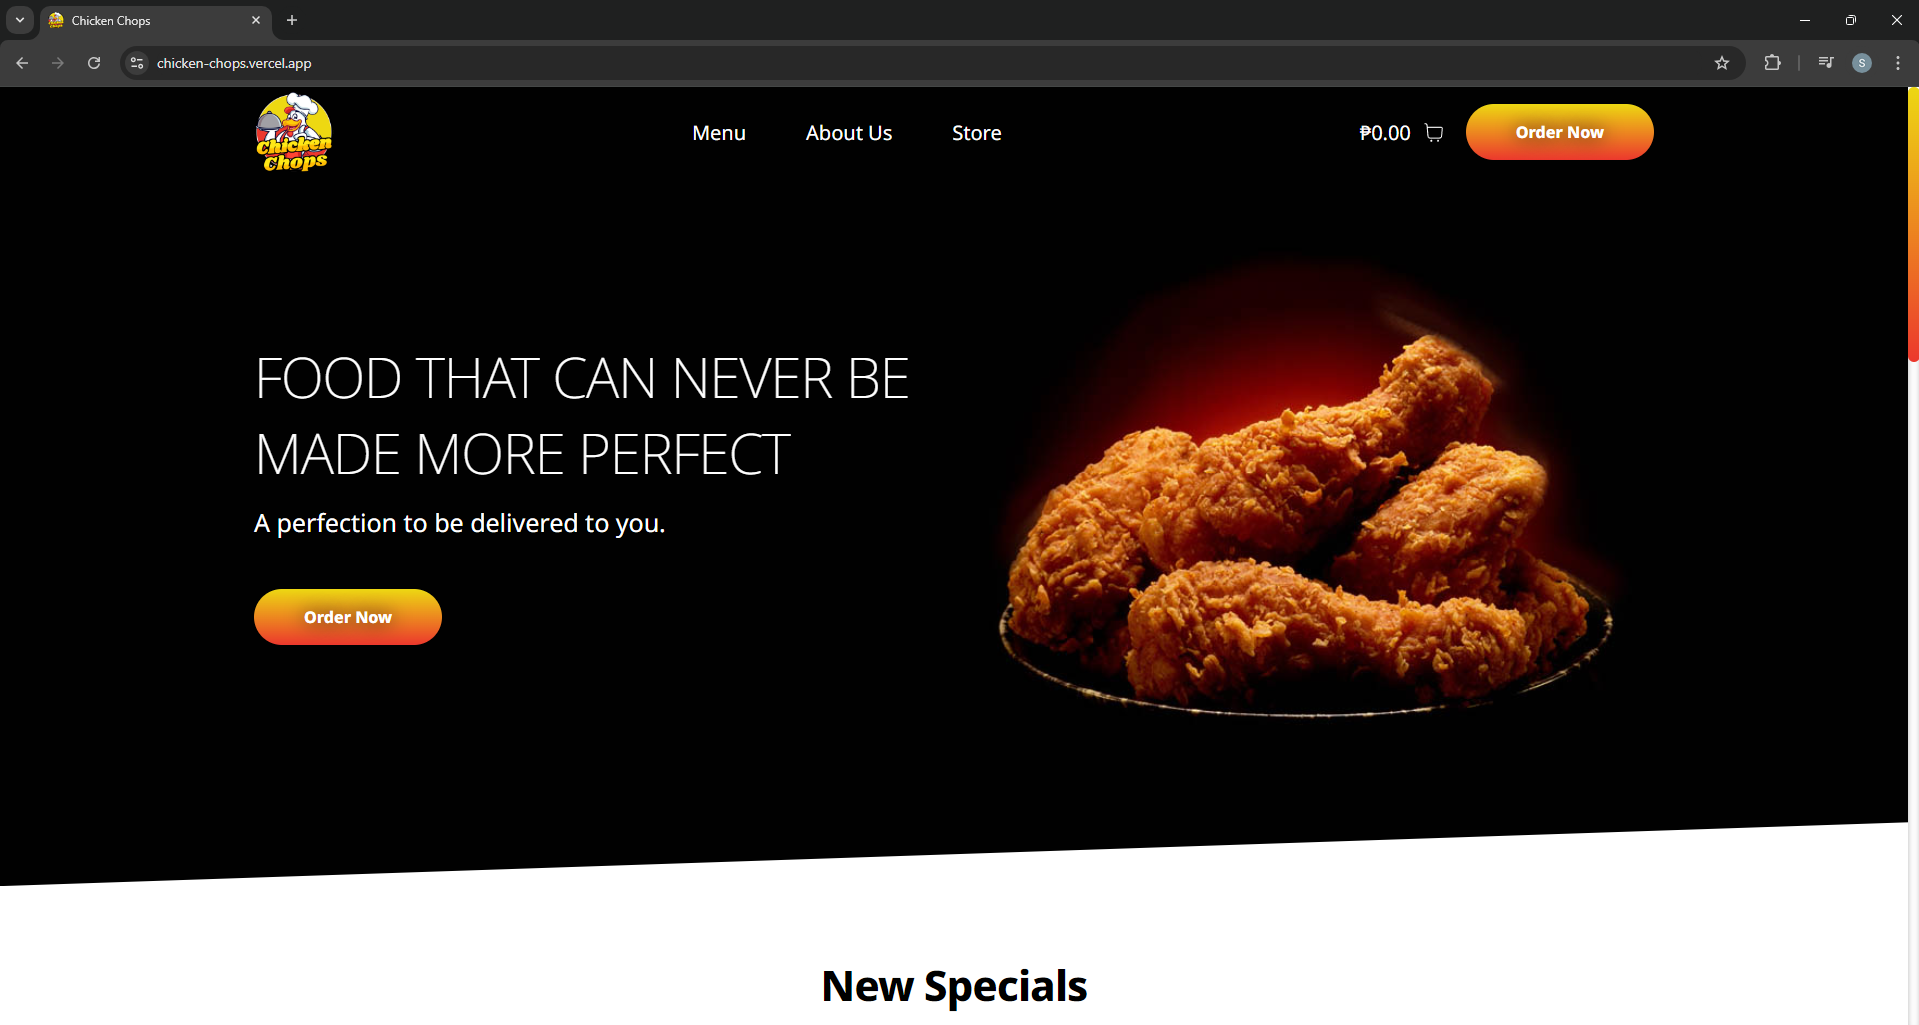 Chicken Chops
chicken-chops.vercel.app
S
Chicken
Chops
Menu
About Us
Store
₱0.00
Order Now
FOOD THAT CAN NEVER BE
MADE MORE PERFECT
A perfection to be delivered to you.
Order Now
New Specials